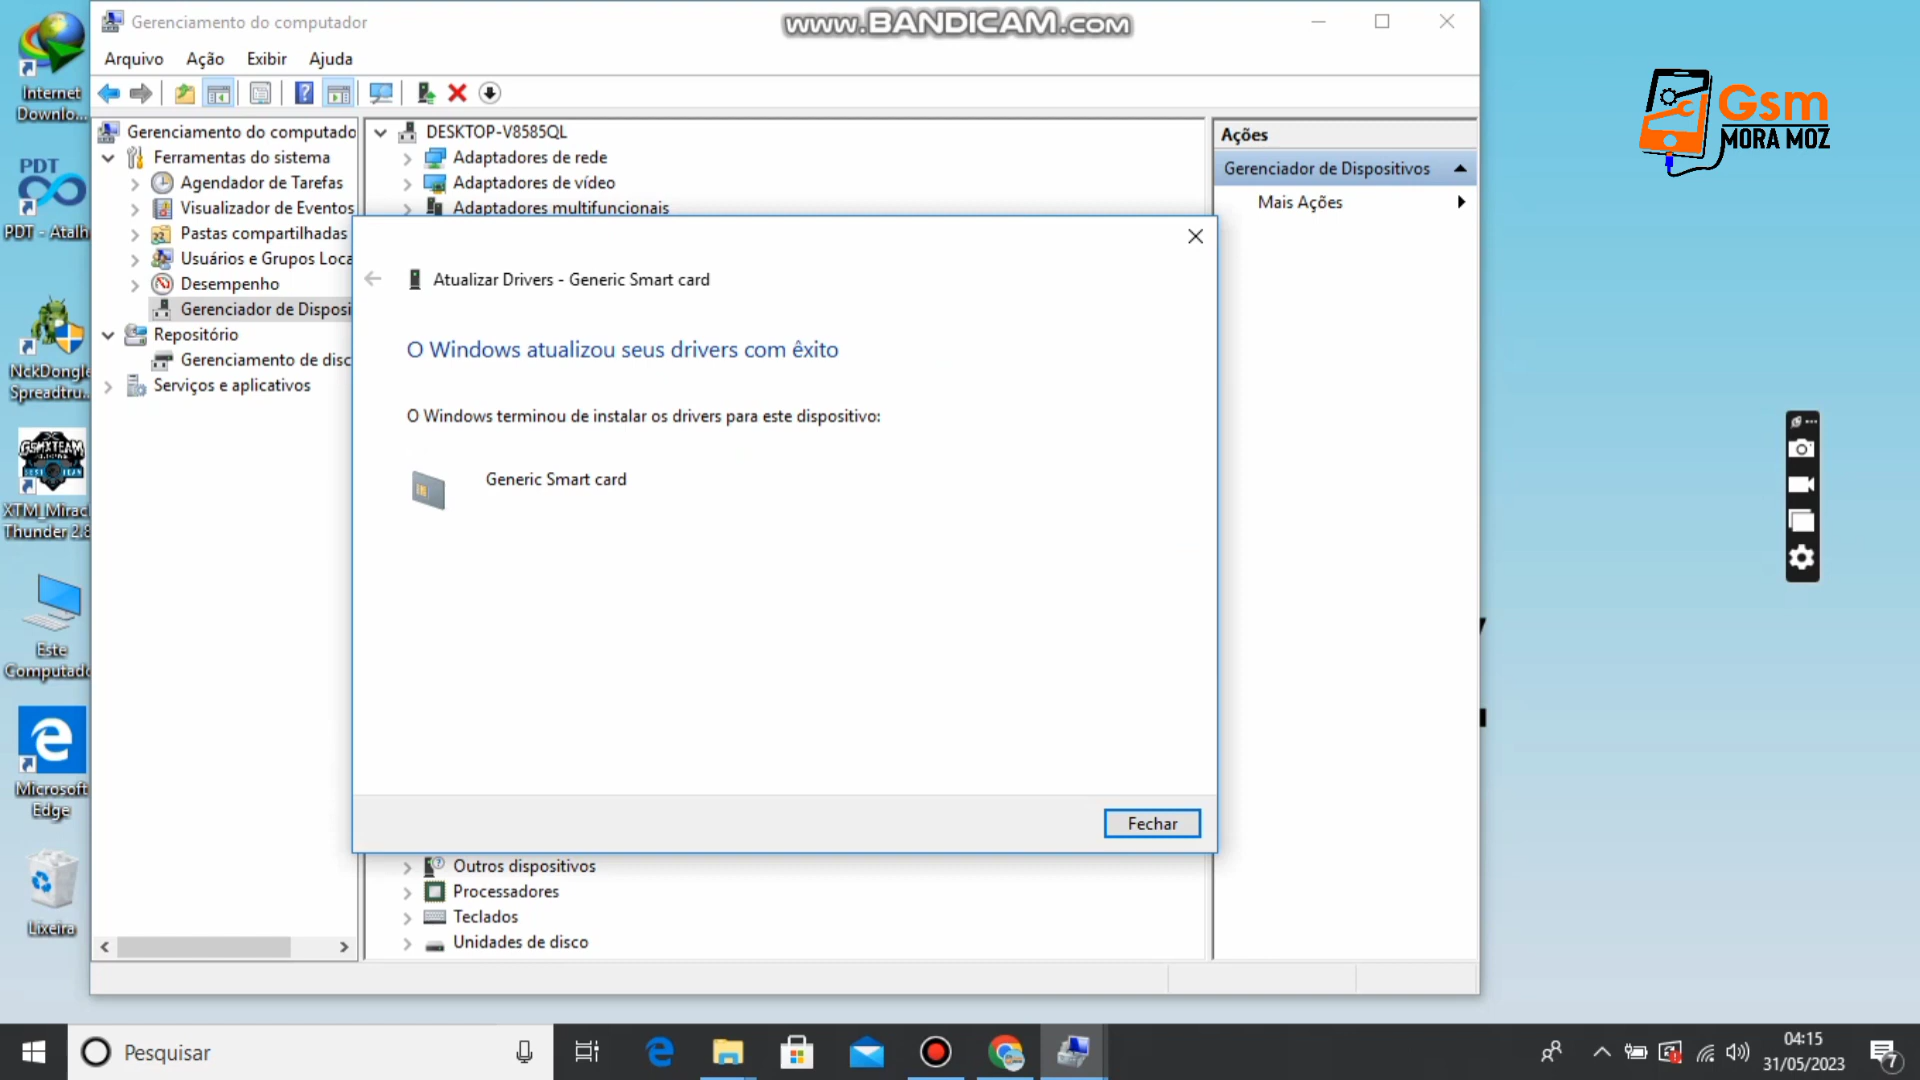 Gerenciamento do computador
www.BANDICAM.com
Arquivo Ação Exibir Ajuda
Gerenciamento do computado
Ferramentas do sistema
Agendador de Tarefas
Visualizador de Eventos
Pastas compartilhadas
Usuários e Grupos Loca
Desempenho
Gerenciador de Disposi
Repositório
Gerenciamento de disc
Serviços e aplicativos
DESKTOP-V8585QL
Adaptadores de rede
Adaptadores de vídeo
Adaptadores multifuncionais
Ações
Gerenciador de Dispositivos
Mais Ações
Atualizar Drivers - Generic Smart card
O Windows atualizou seus drivers com êxito
O Windows terminou de instalar os drivers para este dispositivo:
Generic Smart card
Fechar
Outros dispositivos
Processadores
Teclados
Unidades de disco
Gsm
MORA MOZ
Internet
Downlo...
PDT
PDT - Atalh
NckDongle
Spreadtru...
GSMXTEAM
XTM_Mirac
Thunder 2.8
Este
Computado
Microsoft
Edge
Lixeira
Pesquisar
04:15
31/05/2023
7